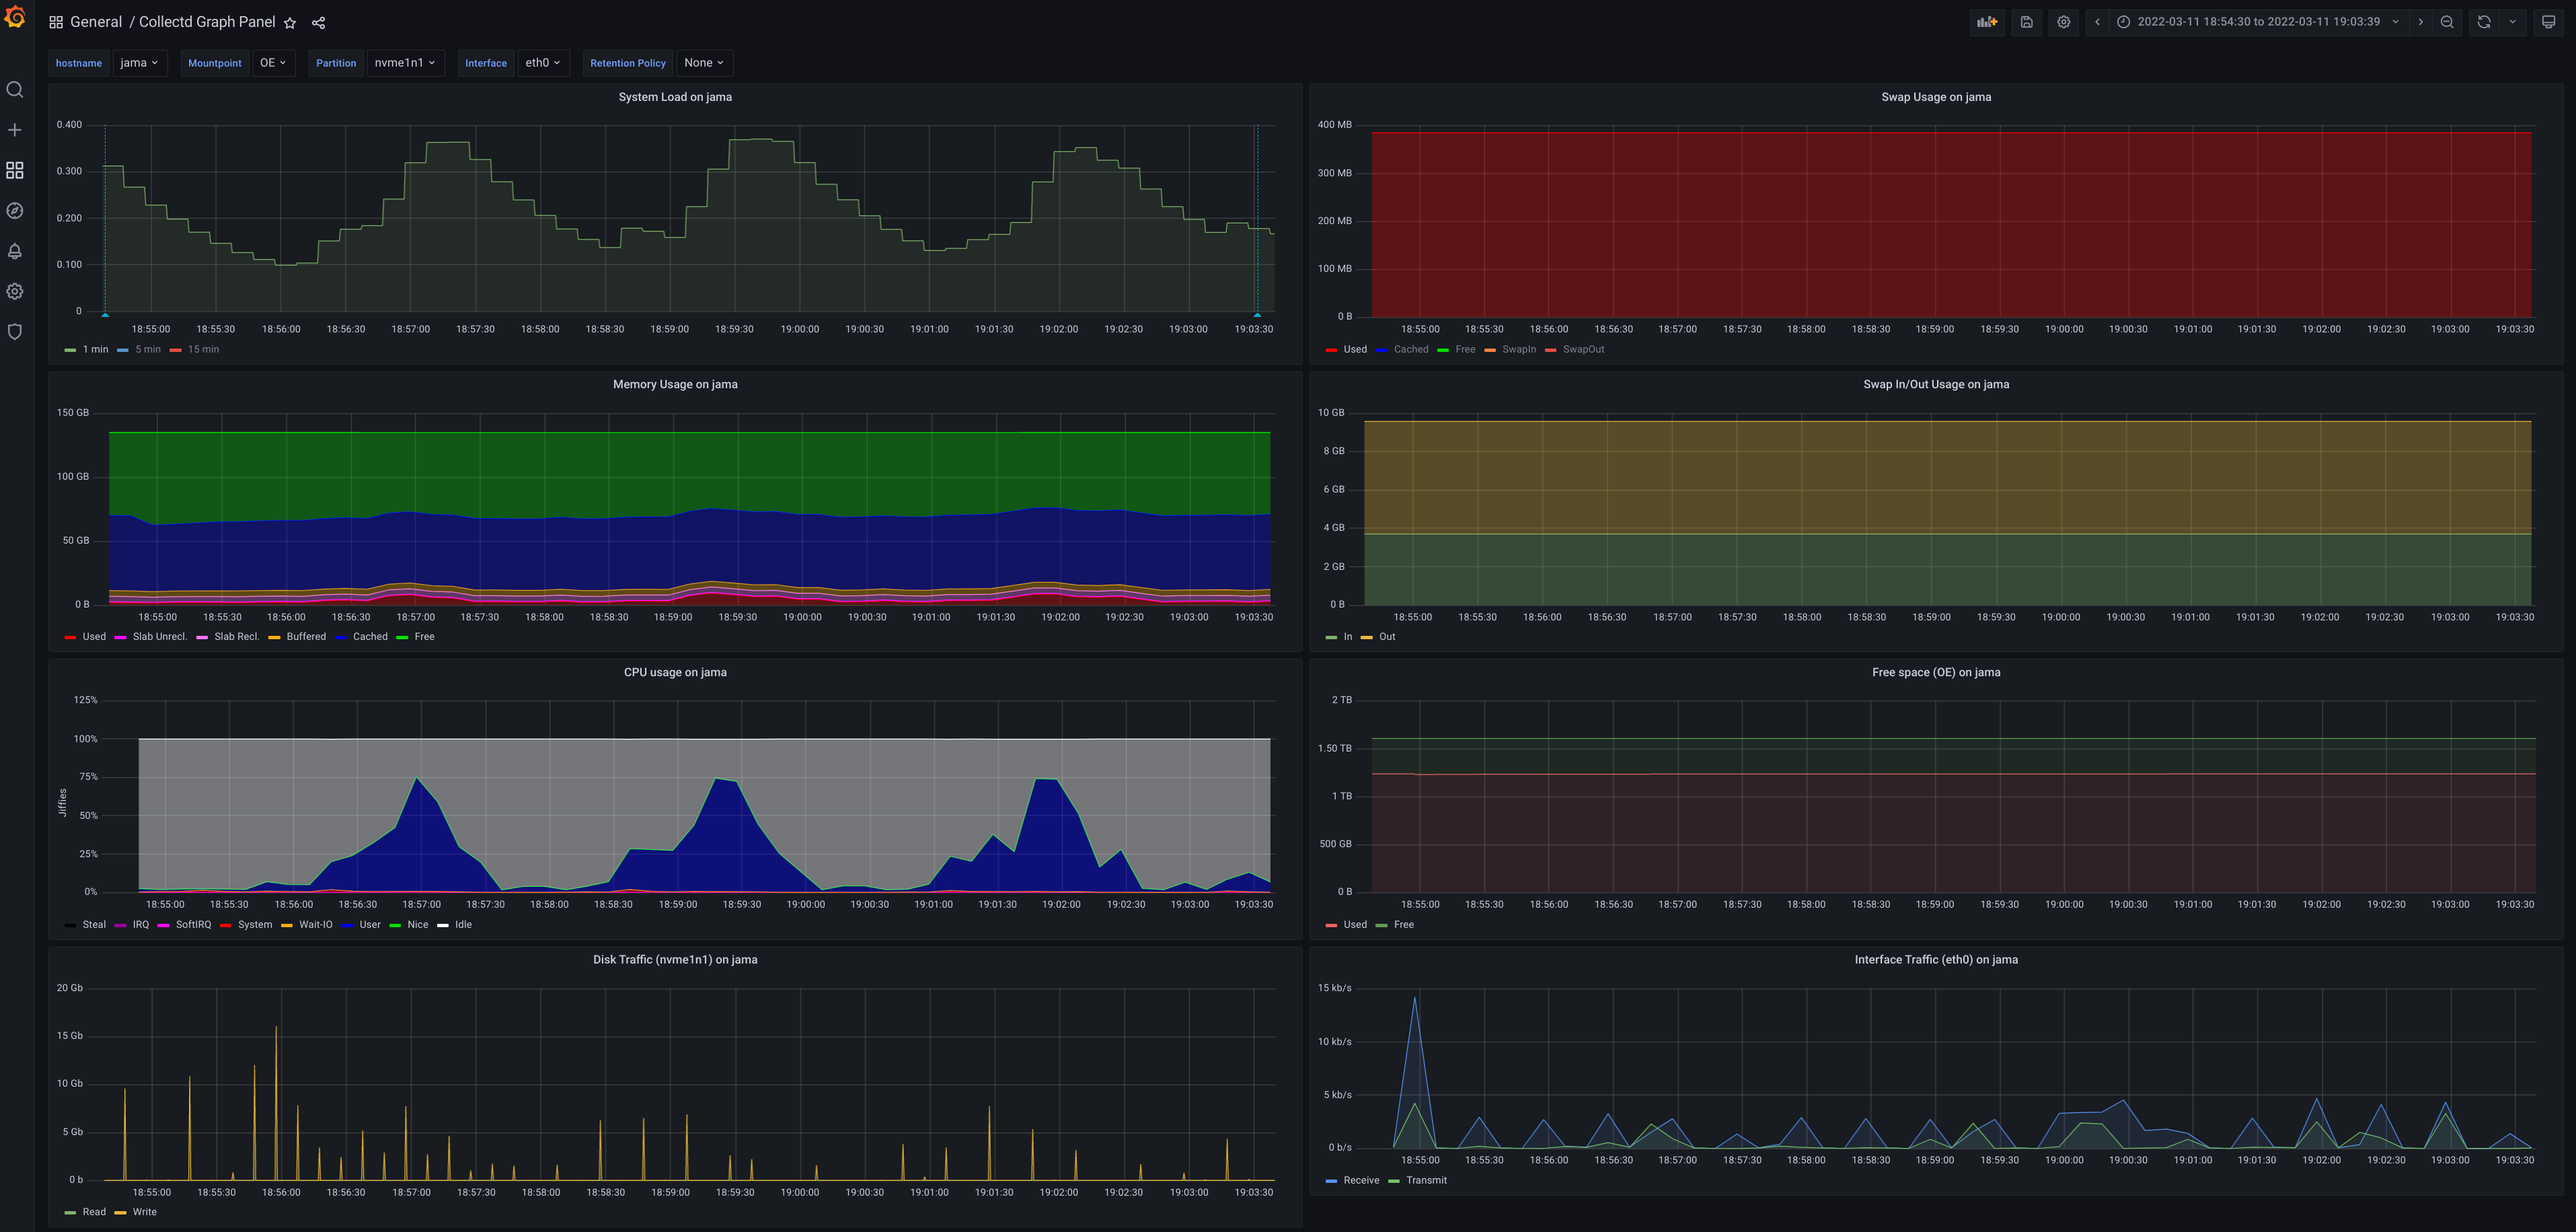 General / Collectd Graph Panel
2022-03-11 18:54:30 to 2022-03-11 19:03:39
hostname jama Mountpoint OE Partition nvme1n1 Interface eth0 Retention Policy None
System Load on jama
0.400
0.300
0.200
0.100
0
18:55:00 18:55:30 18:56:00 18:56:30 18:57:00 18:57:30 18:58:00 18:58:30 18:59:00 18:59:30 19:00:00 19:00:30 19:01:00 19:01:30 19:02:00 19:02:30 19:03:00 19:03:30
1 min 5 min 15 min
Swap Usage on jama
400 MB
300 MB
200 MB
100 MB
0 B
18:55:00 18:55:30 18:56:00 18:56:30 18:57:00 18:57:30 18:58:00 18:58:30 18:59:00 18:59:30 19:00:00 19:00:30 19:01:00 19:01:30 19:02:00 19:02:30 19:03:00 19:03:30
Used Cached Free SwapIn SwapOut
Memory Usage on jama
150 GB
100 GB
50 GB
0 B
18:55:00 18:55:30 18:56:00 18:56:30 18:57:00 18:57:30 18:58:00 18:58:30 18:59:00 18:59:30 19:00:00 19:00:30 19:01:00 19:01:30 19:02:00 19:02:30 19:03:00 19:03:30
Used Slab Unrecl. Slab Recl. Buffered Cached Free
Swap In/Out Usage on jama
10 GB
8 GB
6 GB
4 GB
2 GB
0 B
18:55:00 18:55:30 18:56:00 18:56:30 18:57:00 18:57:30 18:58:00 18:58:30 18:59:00 18:59:30 19:00:00 19:00:30 19:01:00 19:01:30 19:02:00 19:02:30 19:03:00 19:03:30
In Out
CPU usage on jama
125%
100%
75%
50%
25%
0%
Jiffies
18:55:00 18:55:30 18:56:00 18:56:30 18:57:00 18:57:30 18:58:00 18:58:30 18:59:00 18:59:30 19:00:00 19:00:30 19:01:00 19:01:30 19:02:00 19:02:30 19:03:00 19:03:30
Steal IRQ SoftIRQ System Wait-IO User Nice Idle
Free space (OE) on jama
2 TB
1.50 TB
1 TB
500 GB
0 B
18:55:00 18:55:30 18:56:00 18:56:30 18:57:00 18:57:30 18:58:00 18:58:30 18:59:00 18:59:30 19:00:00 19:00:30 19:01:00 19:01:30 19:02:00 19:02:30 19:03:00 19:03:30
Used Free
Disk Traffic (nvme1n1) on jama
20 Gb
15 Gb
10 Gb
5 Gb
0 b
18:55:00 18:55:30 18:56:00 18:56:30 18:57:00 18:57:30 18:58:00 18:58:30 18:59:00 18:59:30 19:00:00 19:00:30 19:01:00 19:01:30 19:02:00 19:02:30 19:03:00 19:03:30
Read Write
Interface Traffic (eth0) on jama
15 kb/s
10 kb/s
5 kb/s
0 b/s
18:55:00 18:55:30 18:56:00 18:56:30 18:57:00 18:57:30 18:58:00 18:58:30 18:59:00 18:59:30 19:00:00 19:00:30 19:01:00 19:01:30 19:02:00 19:02:30 19:03:00 19:03:30
Receive Transmit